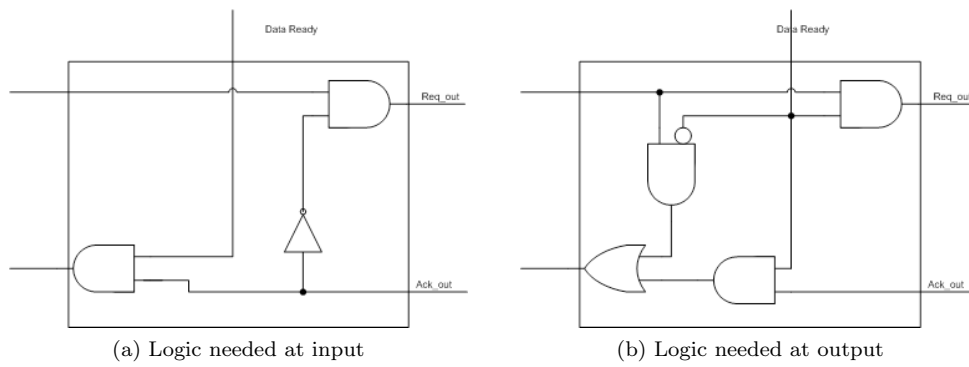 Data Ready
Req_out
Ack_out
(a) Logic needed at input
Data Ready
Req_out
Ack_out
(b) Logic needed at output